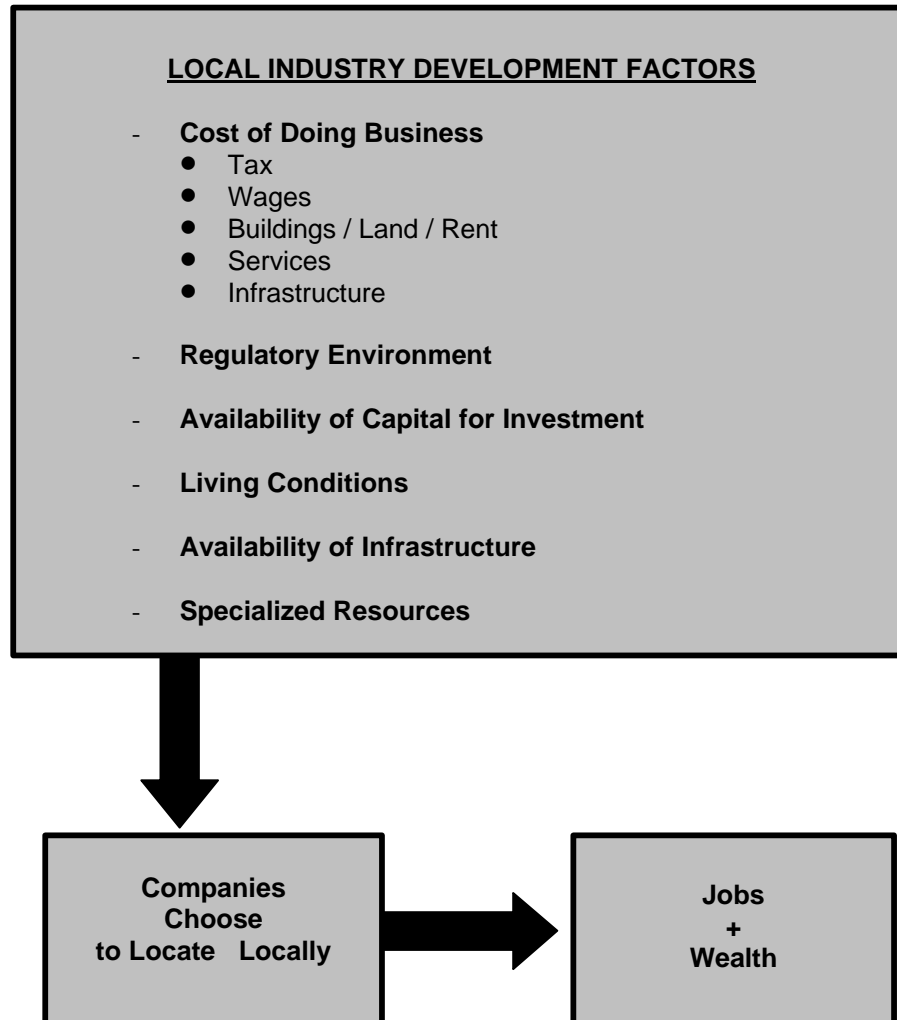 LOCAL INDUSTRY DEVELOPMENT FACTORS
- Cost of Doing Business
● Tax
● Wages
● Buildings / Land / Rent
● Services
● Infrastructure
- Regulatory Environment
- Availability of Capital for Investment
- Living Conditions
- Availability of Infrastructure
- Specialized Resources
Companies
Choose
to Locate Locally
Jobs
+
Wealth